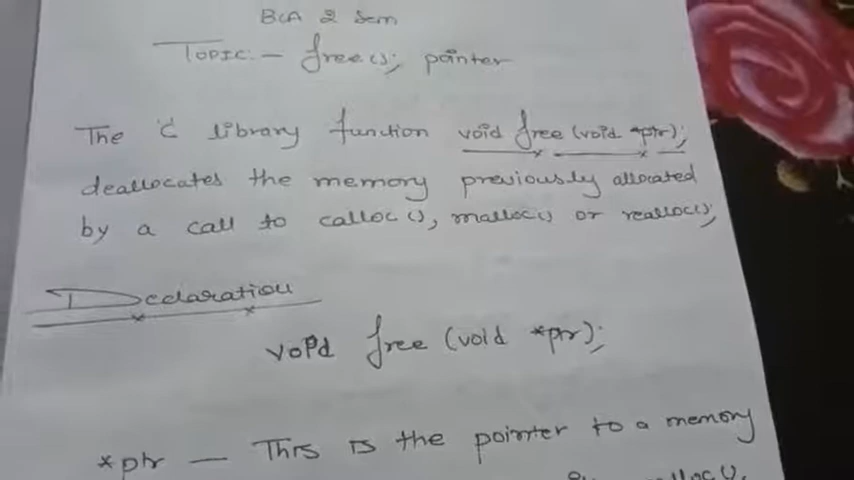 BCA 2 Sem
TOPIC:- free(); pointer
The 'C library function void free (void *ptr);
deallocates the memory previously allocated
by a call to calloc(), malloc() or realloc();
Declaration
void free (void *ptr);
*ptr — This is the pointer to a memory